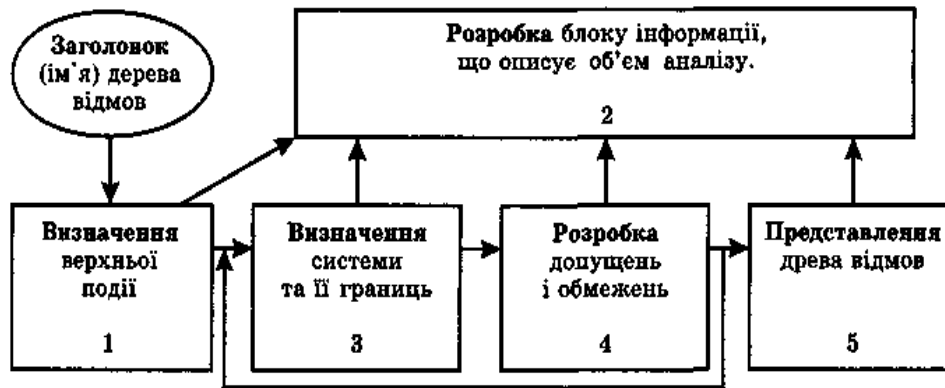 Заголовок
(ім'я) дерева
відмов
Розробка блоку інформації,
що описує об'єм аналізу.
2
Визначення
верхньої
події
1
Визначення
системи
та її границь
3
Розробка
допущень
і обмежень
4
Представлення
древа відмов
5